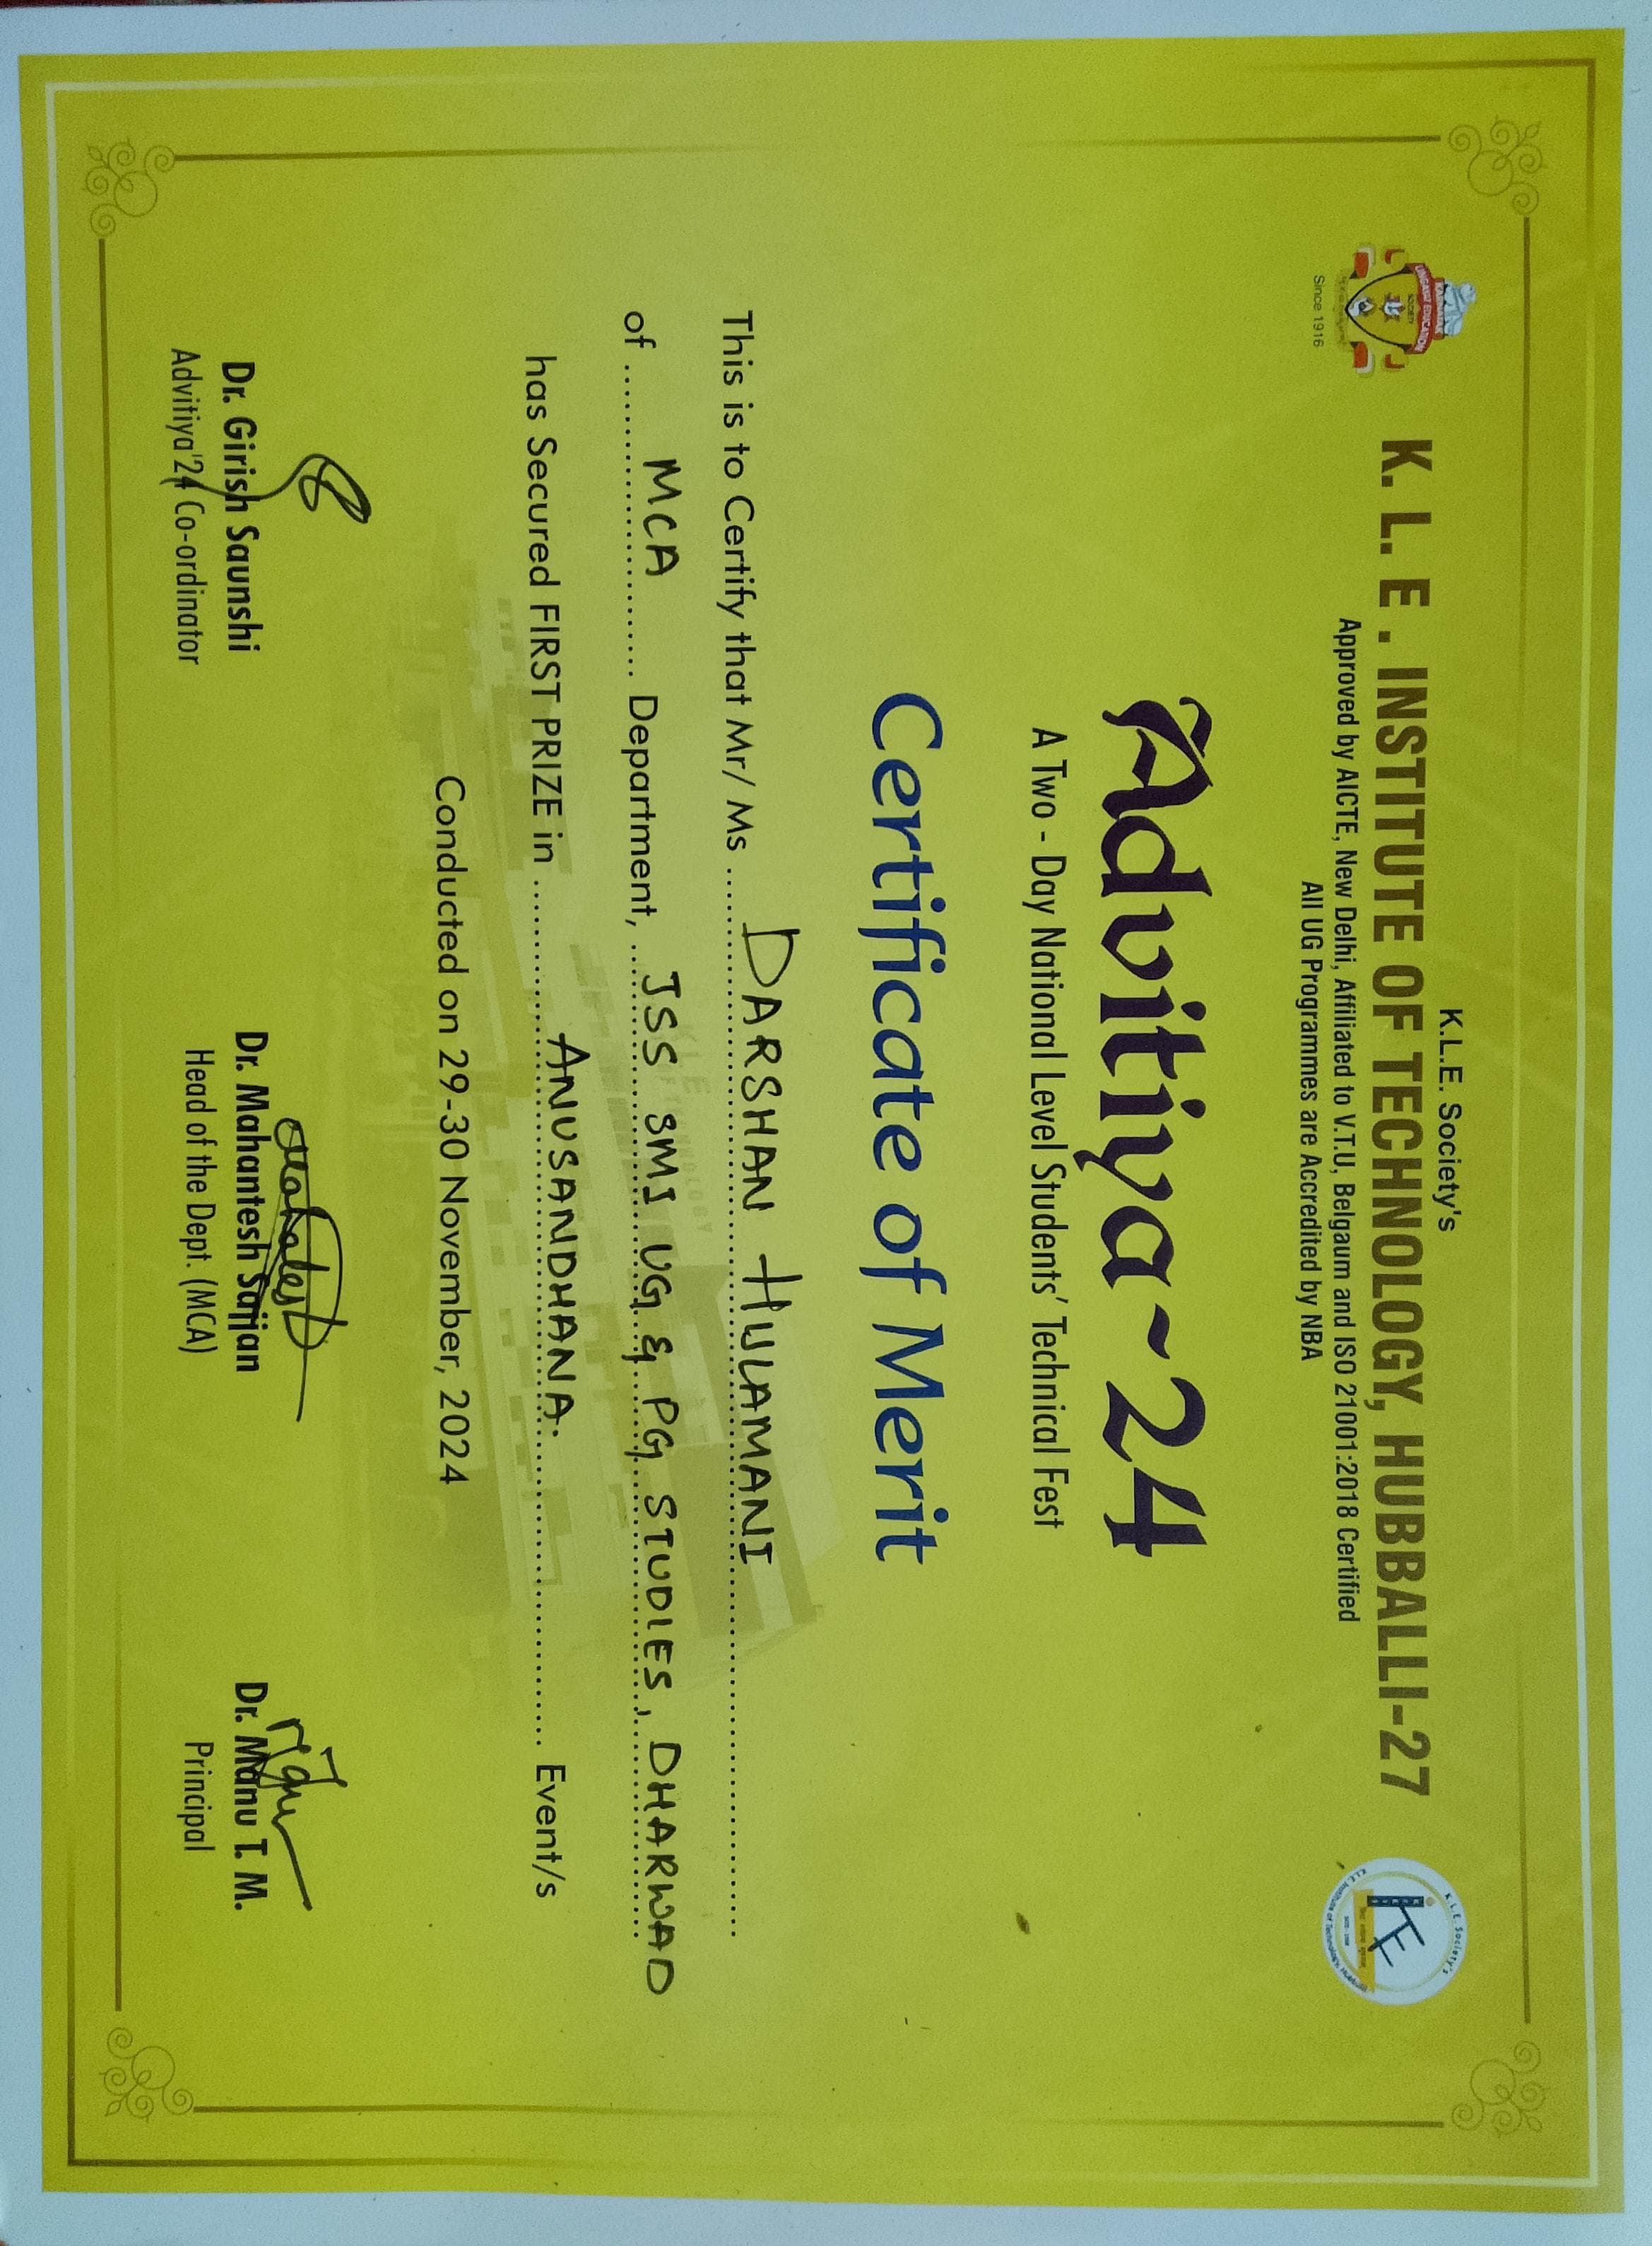 KARNATAK
LINGAYAT EDUCATION
SOCIETY
Since 1916
K.L.E. Society's
K. L. E . INSTITUTE OF TECHNOLOGY, HUBBALLI-27
Approved by AICTE, New Delhi, Affiliated to V.T.U, Belgaum and ISO 21001:2018 Certified
All UG Programmes are Accredited by NBA
K.L.E. Society's
KLE
K.L.E. Institute of Technology, Hubballi
Advitiya-24
A Two - Day National Level Students' Technical Fest
Certificate of Merit
This is to Certify that Mr/ Ms DARSHAN HULAMANI
of MCA Department, JSS SMI UG & PG STUDIES, DHARWAD
has Secured FIRST PRIZE in ANUSANDHANA. Event/s
Conducted on 29-30 November, 2024
Dr. Girish Saunshi
Advitiya'24 Co-ordinator
Dr. Mahantesh Sajjan
Head of the Dept. (MCA)
Dr. Manu T. M.
Principal